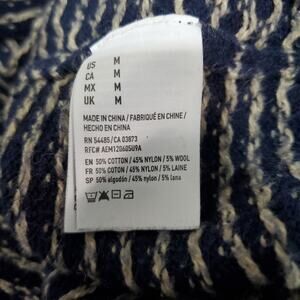 US M
CA M
MX M
UK M
MADE IN CHINA / FABRIQUÉ EN CHINE /
HECHO EN CHINA
RN 54485/CA 03873
RFC# AEM1206059A
EN 50% COTTON / 45% NYLON / 5% WOOL
FR 50% COTON / 45% NYLON / 5% LAINE
SP 50% algodón / 45% nylon / 5% lana